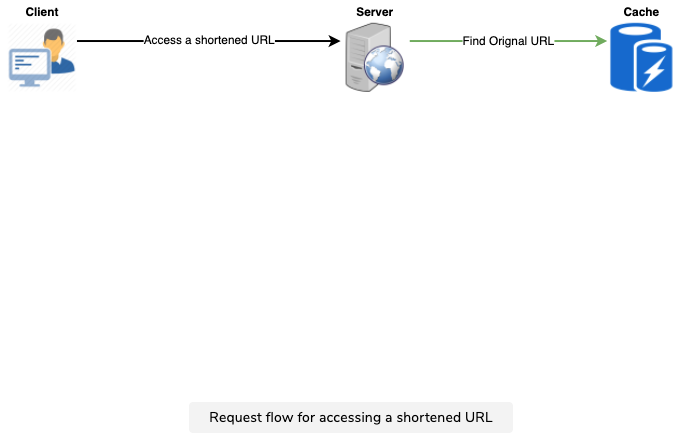 Client
Server
Cache
Access a shortened URL
Find Orignal URL
Request flow for accessing a shortened URL